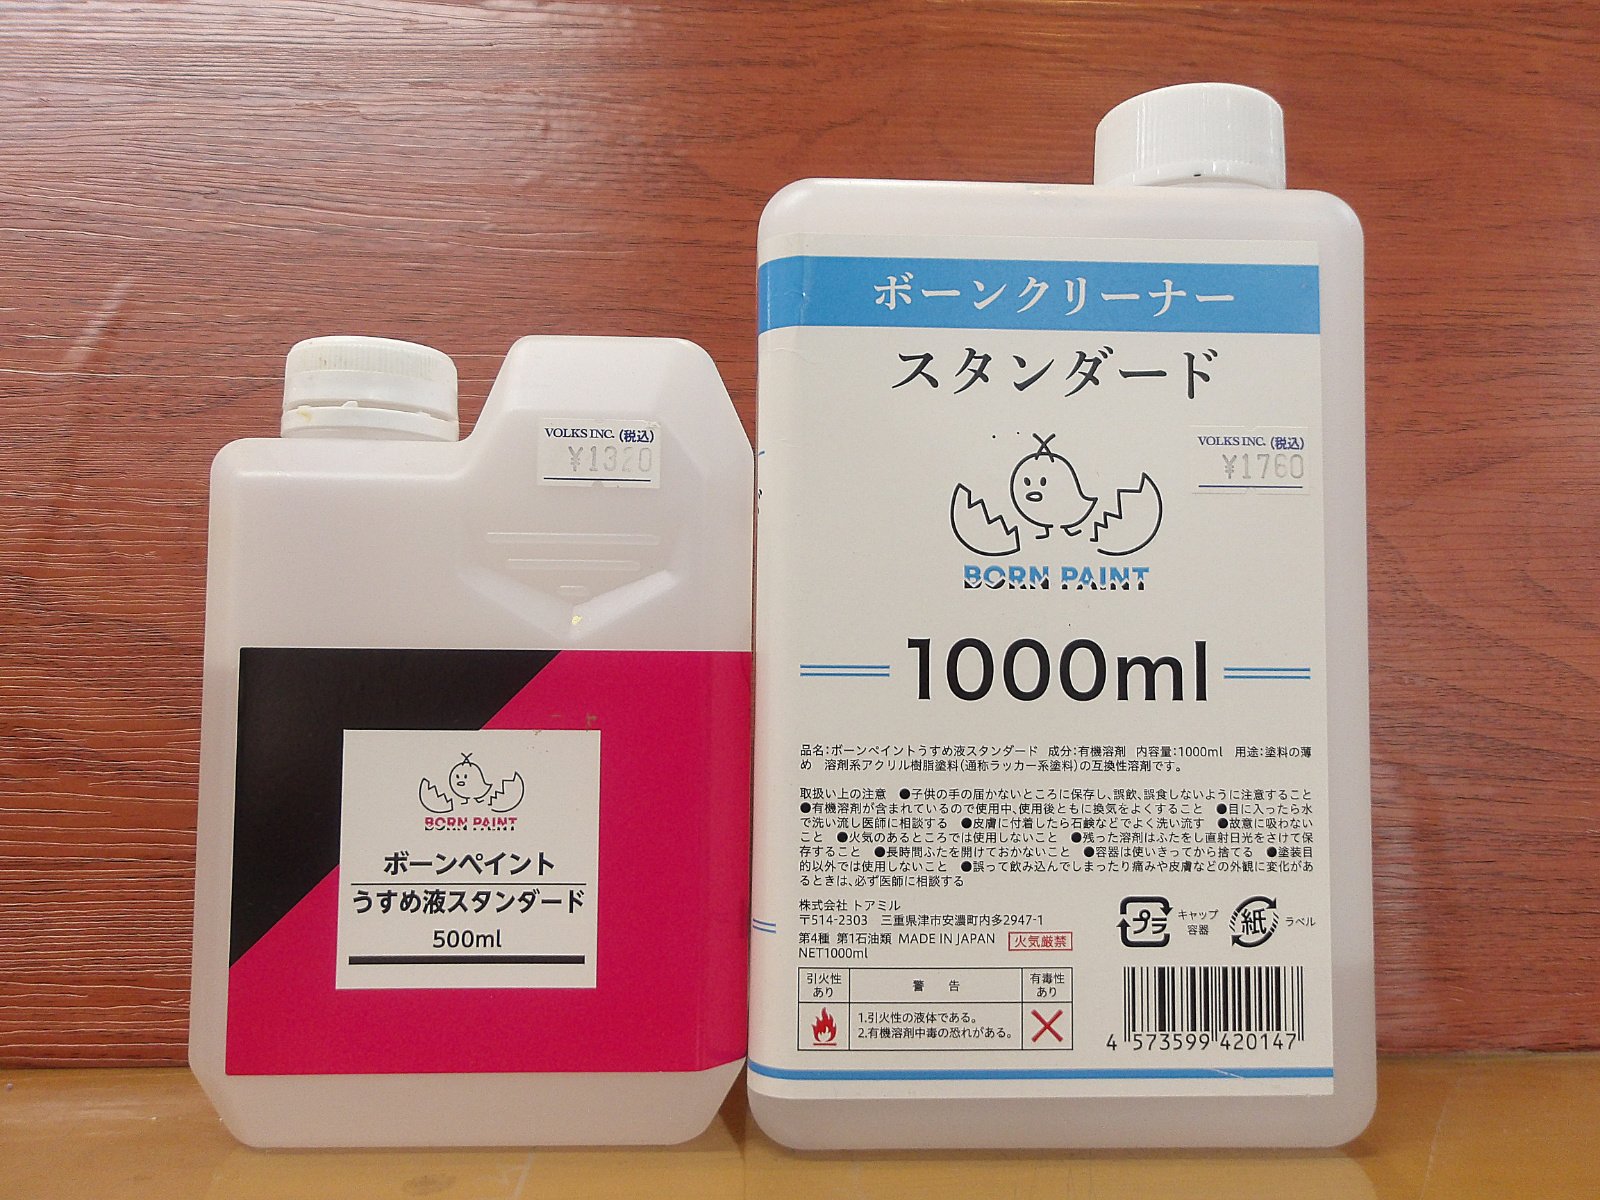 VOLKS INC. (税込)
¥1320
BORN PAINT
ボーンペイント
うすめ液スタンダード
500ml
ボーンクリーナー
スタンダード
VOLKS INC. (税込)
¥1760
BORN PAINT
1000ml
品名:ボーンペイントうすめ液スタンダード 成分:有機溶剤 内容量:1000ml 用途:塗料の薄
め 溶剤系アクリル樹脂塗料(通称ラッカー系塗料)の互換性溶剤です。
取扱い上の注意 ●子供の手の届かないところに保存し、誤飲、誤食しないように注意すること
●有機溶剤が含まれているので使用中、使用後ともに換気をよくすること ●目に入ったら水
で洗い流し医師に相談する ●皮膚に付着したら石鹸などでよく洗い流す ●故意に吸わない
こと ●火気のあるところでは使用しないこと ●残った溶剤はふたをし直射日光をさけて保
存すること ●長時間ふたを開けておかないこと ●容器は使いきってから捨てる ●塗装目
的以外では使用しないこと ●誤って飲み込んでしまったり痛みや皮膚などの外観に変化があ
るときは、必ず医師に相談する
株式会社 トアミル
〒514-2303 三重県津市安濃町内多2947-1
第4種 第1石油類 MADE IN JAPAN 火気厳禁
NET1000ml
プラ キャップ
容器
紙 ラベル
引火性
あり
警 告
有毒性
あり
1.引火性の液体である。
2.有機溶剤中毒の恐れがある。
4 573599 420147